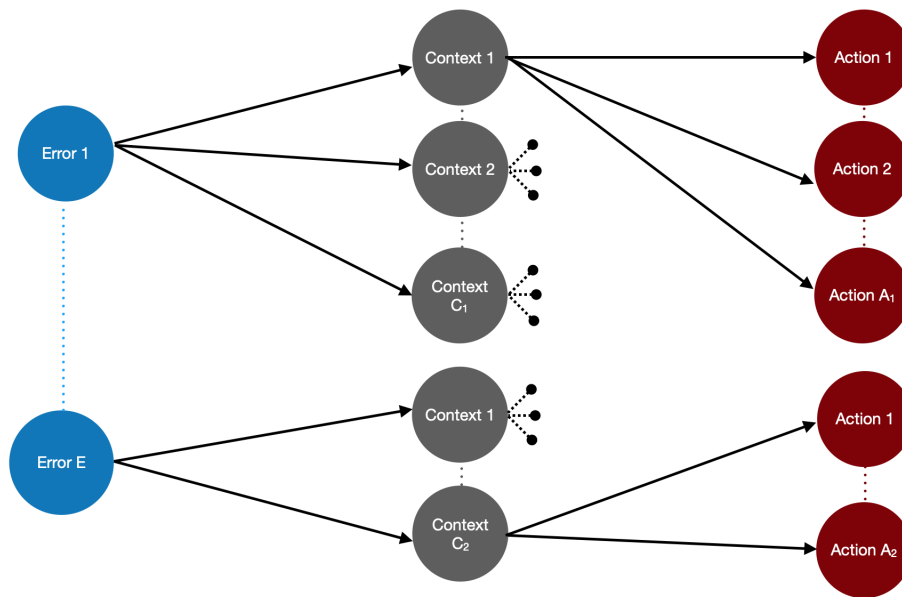 Context 1
Action 1
Error 1
Context 2
Action 2
Context
C₁
Action A₁
Context 1
Action 1
Error E
Context
C₂
Action A₂